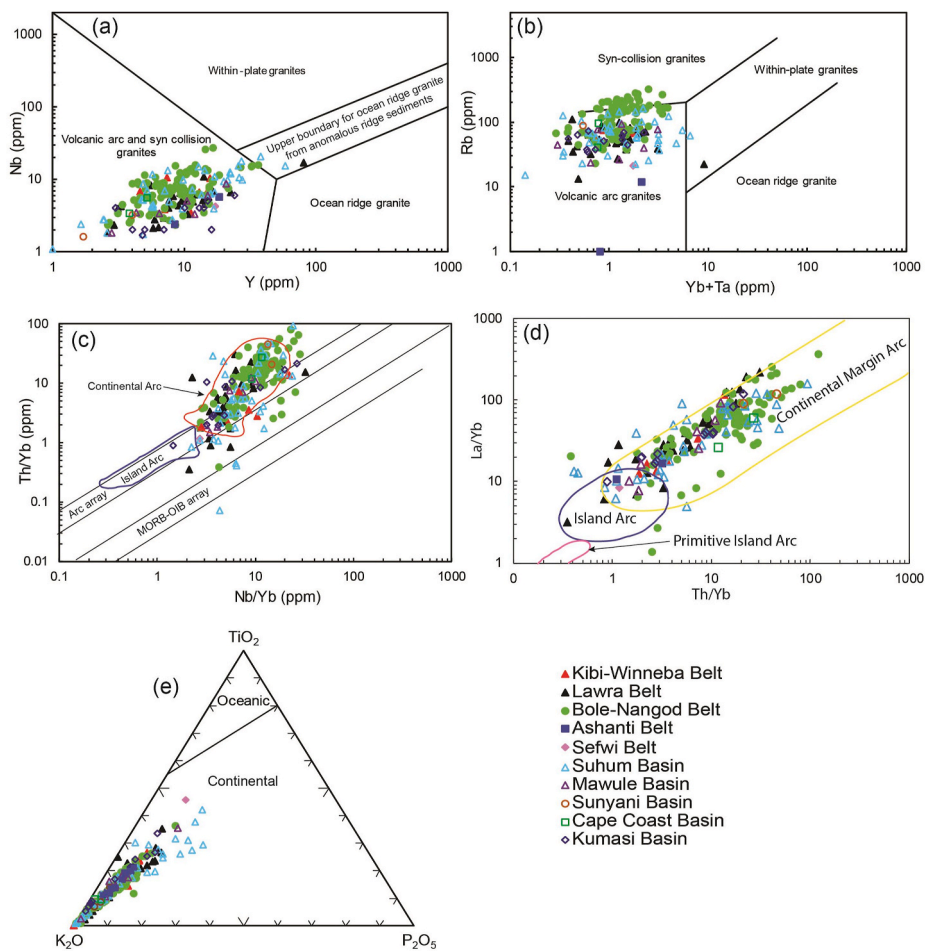 (a)
1000
100
10
1
Nb (ppm)
Within-plate granites
Volcanic arc and syn collision
granites
Upper boundary for ocean ridge granite
from anomalous ridge sediments
Ocean ridge granite
1
10
100
1000
Y (ppm)
(b)
1000
100
10
1
Rb (ppm)
Syn-collision granites
Within-plate granites
Volcanic arc granites
Ocean ridge granite
0.1
1
10
100
1000
Yb+Ta (ppm)
(c)
100
10
1
0.1
0.01
Th/Yb (ppm)
Continental Arc
Island Arc
Arc array
MORB-OIB array
0.1
1
10
100
1000
Nb/Yb (ppm)
(d)
1000
100
10
1
La/Yb
Continental Margin Arc
Island Arc
Primitive Island Arc
0
1
10
100
1000
Th/Yb
(e)
TiO₂
Oceanic
Continental
K₂O
P₂O₅
Kibi-Winneba Belt
Lawra Belt
Bole-Nangod Belt
Ashanti Belt
Sefwi Belt
Suhum Basin
Mawule Basin
Sunyani Basin
Cape Coast Basin
Kumasi Basin